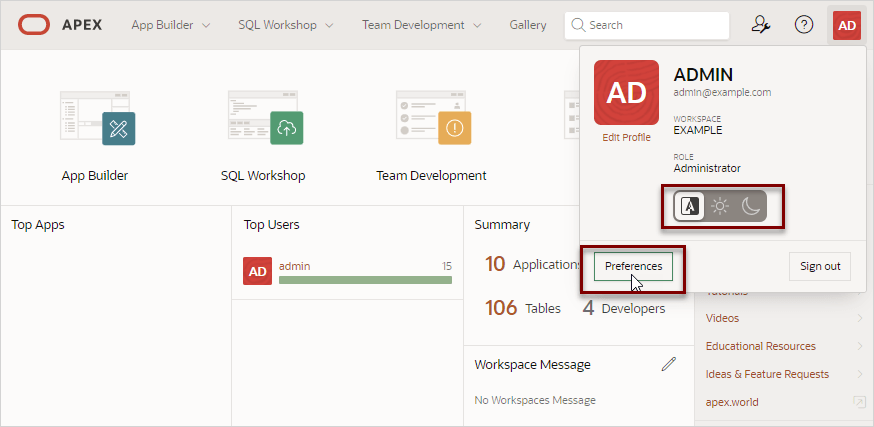 APEX
App Builder
SQL Workshop
Team Development
Gallery
Search
AD
AD
ADMIN
admin@example.com
Edit Profile
WORKSPACE
EXAMPLE
ROLE
Administrator
Preferences
Sign out
App Builder
SQL Workshop
Team Development
Top Apps
Top Users
AD
admin
15
Summary
10 Applications
106 Tables
4 Developers
Workspace Message
No Workspaces Message
Tutorials
Videos
Educational Resources
Ideas & Feature Requests
apex.world